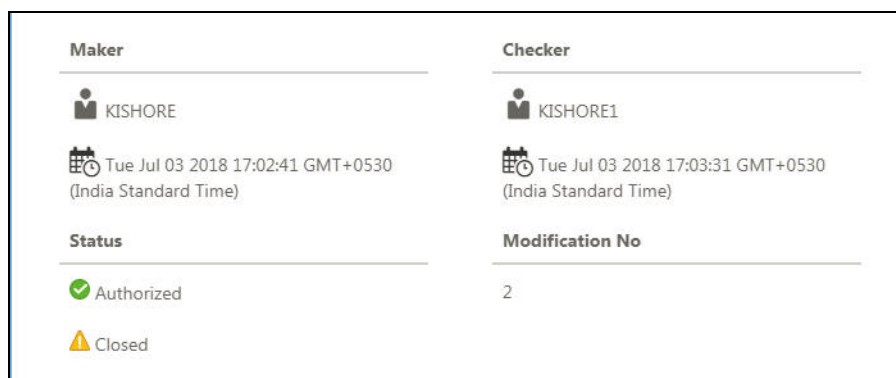 Maker
KISHORE
Tue Jul 03 2018 17:02:41 GMT+0530
(India Standard Time)
Checker
KISHORE1
Tue Jul 03 2018 17:03:31 GMT+0530
(India Standard Time)
Status
Authorized
Closed
Modification No
2